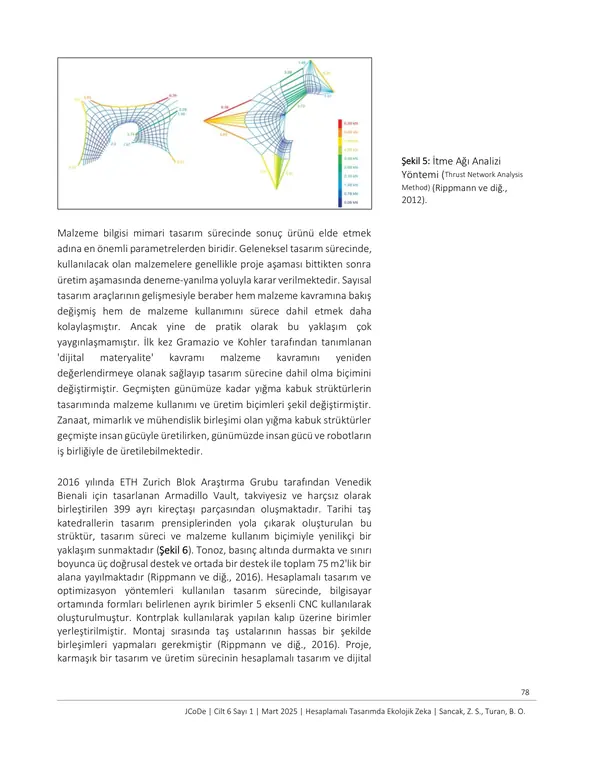 Şekil 5: İtme Ağı Analizi
Yöntemi (Thrust Network Analysis
Method) (Rippmann ve diğ.,
2012).
Malzeme bilgisi mimari tasarım sürecinde sonuç ürünü elde etmek
adına en önemli parametrelerden biridir. Geleneksel tasarım sürecinde,
kullanılacak olan malzemelere genellikle proje aşaması bittikten sonra
üretim aşamasında deneme-yanılma yoluyla karar verilmektedir. Sayısal
tasarım araçlarının gelişmesiyle beraber hem malzeme kavramına bakış
değişmiş hem de malzeme kullanımını sürece dahil etmek daha
kolaylaşmıştır. Ancak yine de pratik olarak bu yaklaşım çok
yaygınlaşmamıştır. İlk kez Gramazio ve Kohler tarafından tanımlanan
'dijital materyalite' kavramı malzeme kavramını yeniden
değerlendirmeye olanak sağlayıp tasarım sürecine dahil olma biçimini
değiştirmiştir. Geçmişten günümüze kadar yığma kabuk strüktürlerin
tasarımında malzeme kullanımı ve üretim biçimleri şekil değiştirmiştir.
Zanaat, mimarlık ve mühendislik birleşimi olan yığma kabuk strüktürler
geçmişte insan gücüyle üretilirken, günümüzde insan gücü ve robotların
iş birliğiyle de üretilebilmektedir.
2016 yılında ETH Zurich Blok Araştırma Grubu tarafından Venedik
Bienali için tasarlanan Armadillo Vault, takviyesiz ve harçsız olarak
birleştirilen 399 ayrı kireçtaşı parçasından oluşmaktadır. Tarihi taş
katedrallerin tasarım prensiplerinden yola çıkarak oluşturulan bu
strüktür, tasarım süreci ve malzeme kullanım biçimiyle yenilikçi bir
yaklaşım sunmaktadır (Şekil 6). Tonoz, basınç altında durmakta ve sınırı
boyunca üç doğrusal destek ve ortada bir destek ile toplam 75 m2'lik bir
alana yayılmaktadır (Rippmann ve diğ., 2016). Hesaplamalı tasarım ve
optimizasyon yöntemleri kullanılan tasarım sürecinde, bilgisayar
ortamında formları belirlenen ayrık birimler 5 eksenli CNC kullanılarak
oluşturulmuştur. Kontrplak kullanılarak yapılan kalıp üzerine birimler
yerleştirilmiştir. Montaj sırasında taş ustalarının hassas bir şekilde
birleşimleri yapmaları gerekmiştir (Rippmann ve diğ., 2016). Proje,
karmaşık bir tasarım ve üretim sürecinin hesaplamalı tasarım ve dijital
78
JCoDe | Cilt 6 Sayı 1 | Mart 2025 | Hesaplamalı Tasarımda Ekolojik Zeka | Sancak, Z. S., Turan, B. O.